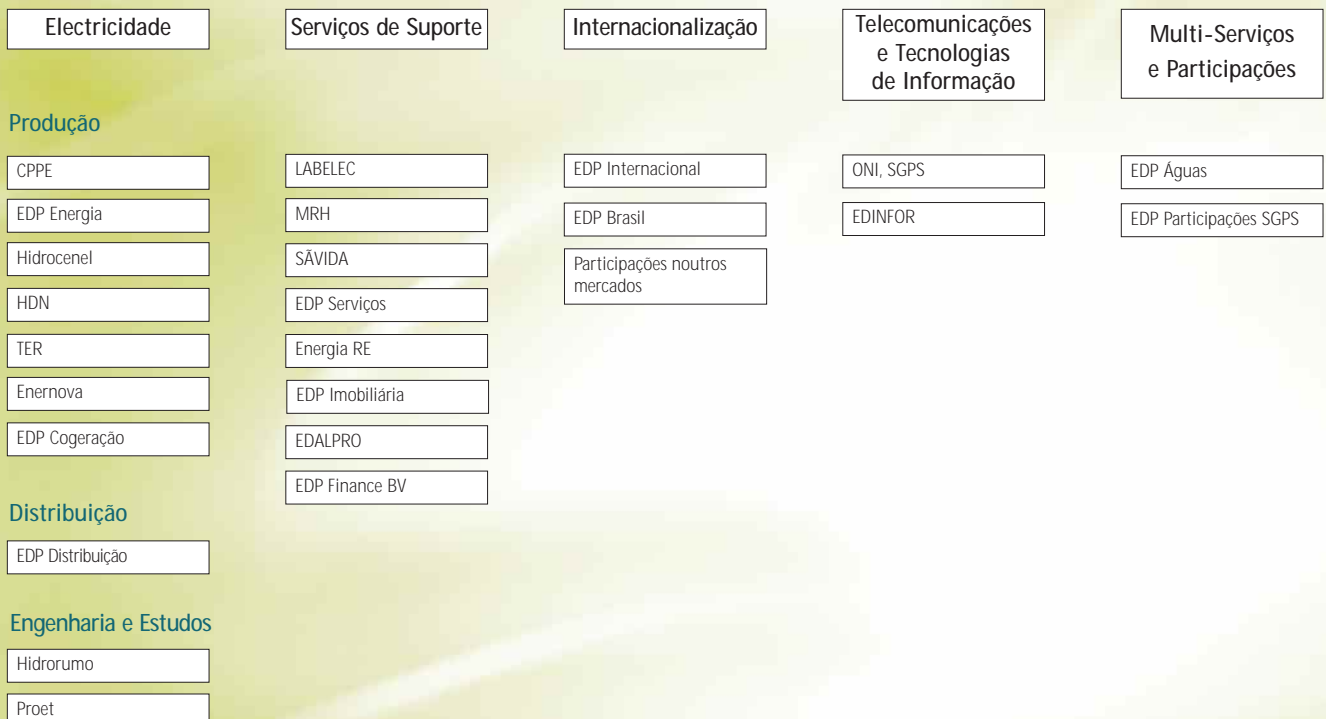 Electricidade
Produção
CPPE
EDP Energia
Hidrocenel
HDN
TER
Enernova
EDP Cogeração
Distribuição
EDP Distribuição
Engenharia e Estudos
Hidrorumo
Proet
Serviços de Suporte
LABELEC
MRH
SÃVIDA
EDP Serviços
Energia RE
EDP Imobiliária
EDALPRO
EDP Finance BV
Internacionalização
EDP Internacional
EDP Brasil
Participações noutros
mercados
Telecomunicações
e Tecnologias
de Informação
ONI, SGPS
EDINFOR
Multi-Serviços
e Participações
EDP Águas
EDP Participações SGPS